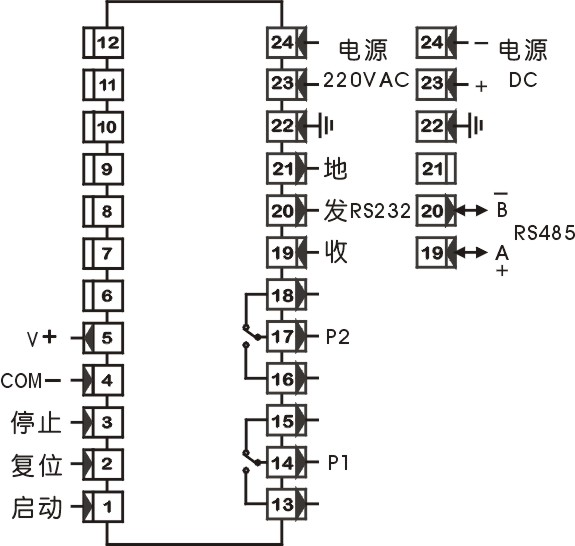 12 24 电源 24 − 电源
11 23 220VAC 23 + DC
10 22 22
9 21 地 21
8 20 发RS232 20 B
RS485
7 19 收 19 A
+
6 18
V+ 5 17 P2
COM− 4 16
停止 3 15
复位 2 14 P1
启动 1 13